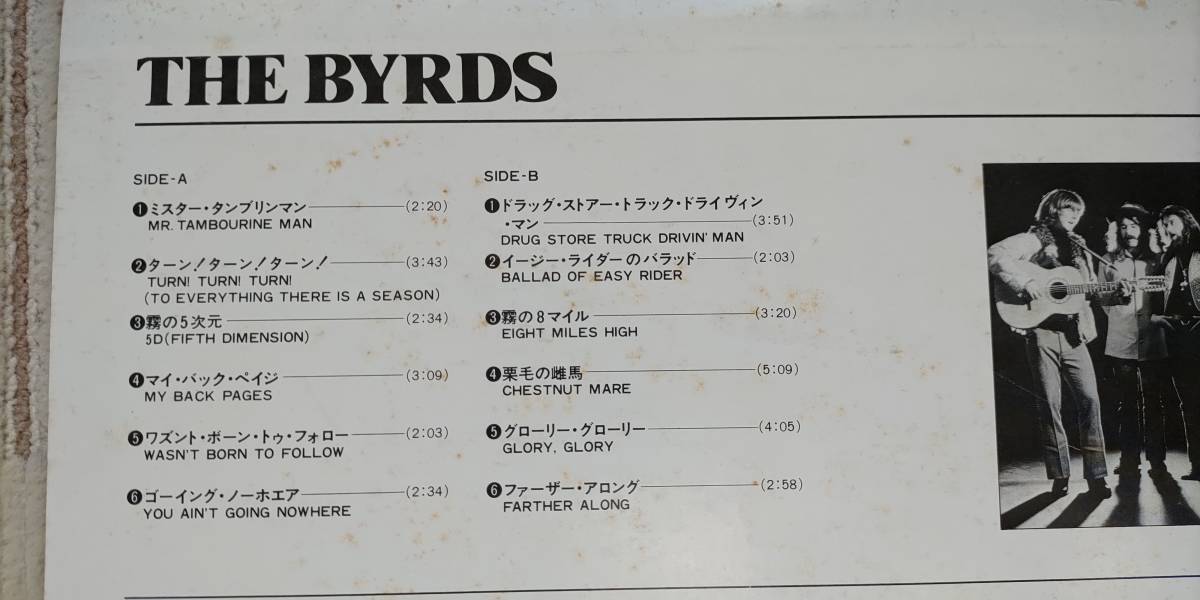 THE BYRDS
SIDE-A
❶ミスター・タンブリンマン (2:20)
MR. TAMBOURINE MAN
❷ターン!ターン!ターン! (3:43)
TURN! TURN! TURN!
(TO EVERYTHING THERE IS A SEASON)
❸霧の5次元 (2:34)
5D(FIFTH DIMENSION)
❹マイ・バック・ペイジ (3:09)
MY BACK PAGES
❺ワズント・ボーン・トゥ・フォロー (2:03)
WASN'T BORN TO FOLLOW
❻ゴーイング・ノーホエア (2:34)
YOU AIN'T GOING NOWHERE
SIDE-B
❶ドラッグ・ストアー・トラック・ドライヴィン
・マン (3:51)
DRUG STORE TRUCK DRIVIN' MAN
❷イージー・ライダーのバラッド (2:03)
BALLAD OF EASY RIDER
❸霧の8マイル (3:20)
EIGHT MILES HIGH
❹栗毛の雌馬 (5:09)
CHESTNUT MARE
❺グローリー・グローリー (4:05)
GLORY, GLORY
❻ファーザー・アロング (2:58)
FARTHER ALONG